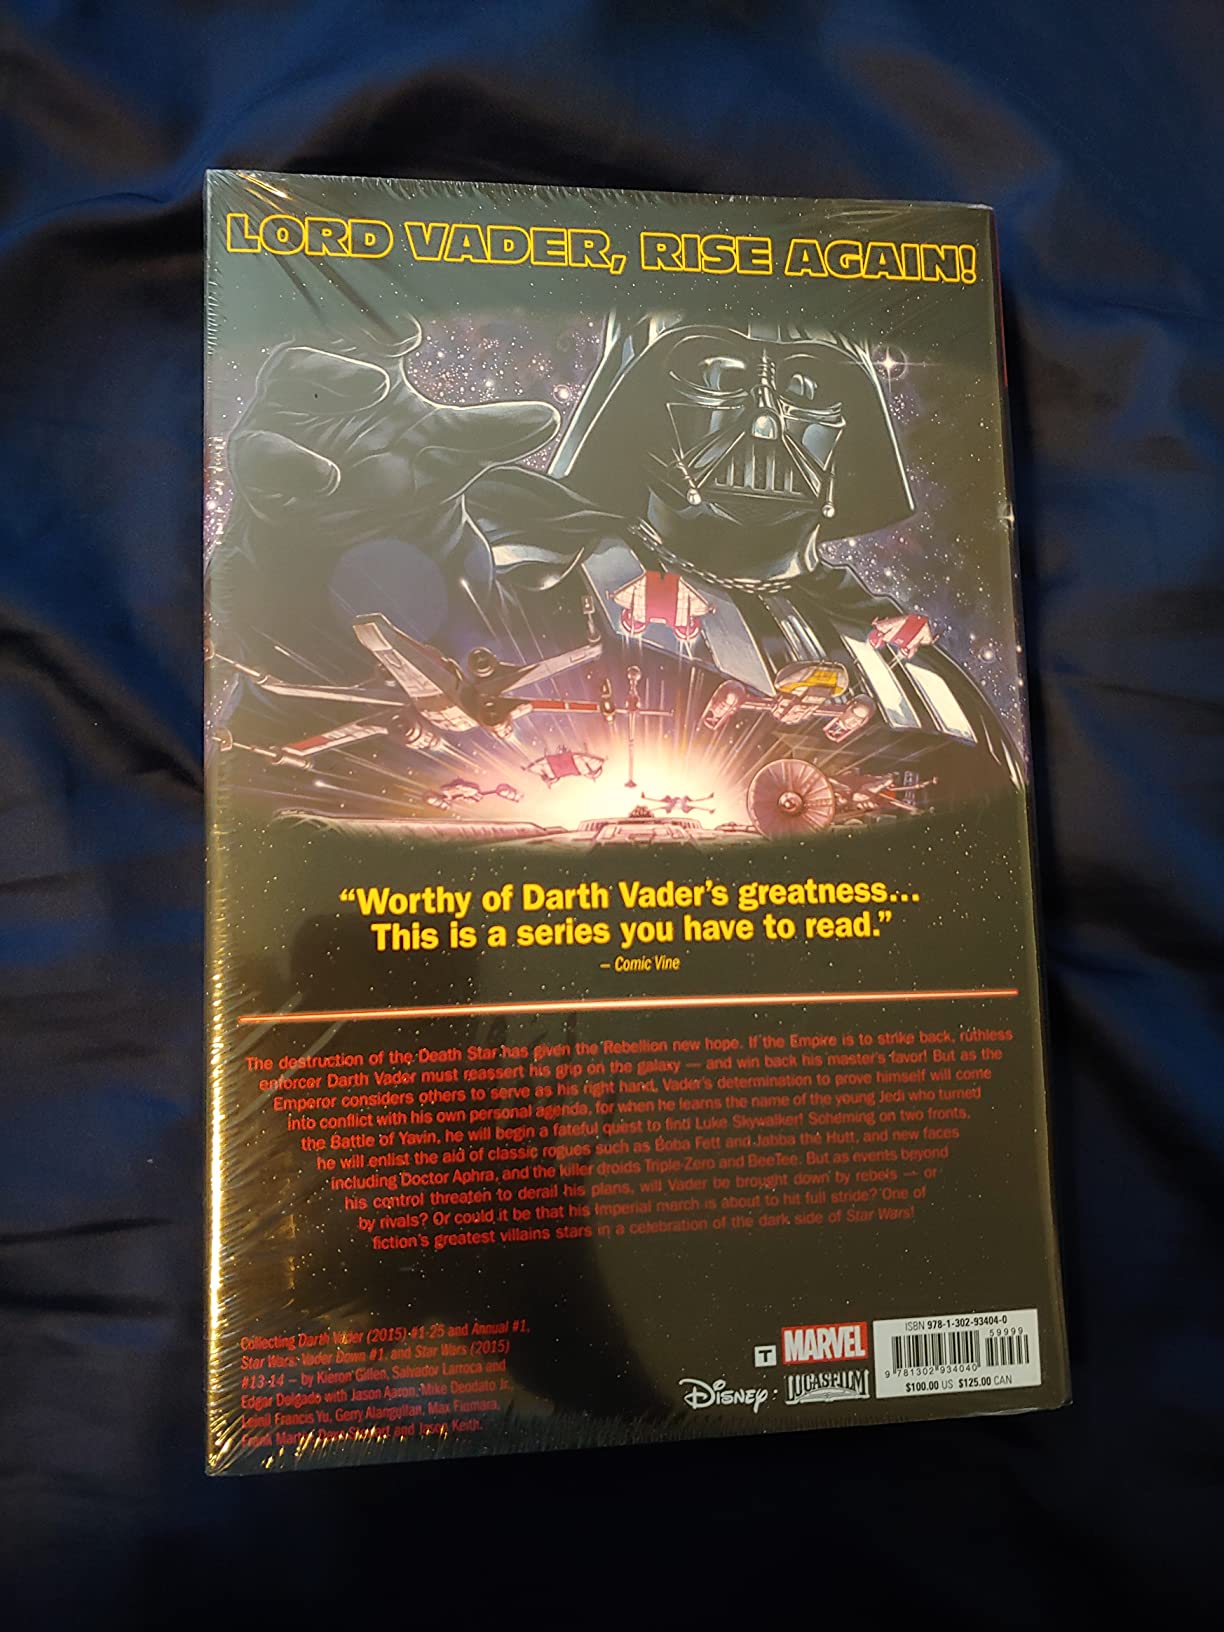 LORD VADER, RISE AGAIN!
“Worthy of Darth Vader’s greatness...
This is a series you have to read.”
– Comic Vine
The destruction of the Death Star has given the Rebellion new hope. If the Empire is to strike back, ruthless
enforcer Darth Vader must reassert his grip on the galaxy — and win back his master’s favor! But as the
Emperor considers others to serve as his right hand, Vader’s determination to prove himself will come
into conflict with his own personal agenda, for when he learns the name of the young Jedi who turned
the Battle of Yavin, he will begin a fateful quest to find Luke Skywalker! Scheming on two fronts,
he will enlist the aid of classic rogues such as Boba Fett and Jabba the Hutt, and new faces
including Doctor Aphra, and the killer droids Triple-Zero and BeeTee. But as events beyond
his control threaten to derail his plans, will Vader be brought down by rebels — or
by rivals? Or could it be that his Imperial march is about to hit full stride? One of
fiction’s greatest villains stars in a celebration of the dark side of Star Wars!
Collecting Darth Vader (2015) #1-25 and Annual #1,
Star Wars: Vader Down #1, and Star Wars (2015)
#13-14 – by Kieron Gillen, Salvador Larroca and
Edgar Delgado with Jason Aaron, Mike Deodato Jr.,
Leinil Francis Yu, Gerry Alanguilan, Max Fiumara,
Frank Martin, Dave Stewart and Jason Keith.
T
MARVEL
Disney
LUCASFILM
ISBN 978-1-302-93404-0
59999
9 781302 934040
$100.00 US $125.00 CAN